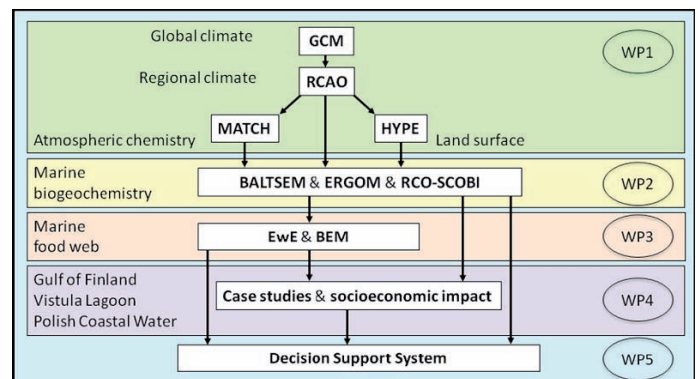 Global climate
GCM
WP1
Regional climate
RCAO
MATCH
HYPE
Atmospheric chemistry
Land surface
Marine
biogeochemistry
BALTSEM & ERGOM & RCO-SCOBI
WP2
Marine
food web
EwE & BEM
WP3
Gulf of Finland
Vistula Lagoon
Polish Coastal Water
Case studies & socioeconomic impact
WP4
Decision Support System
WP5